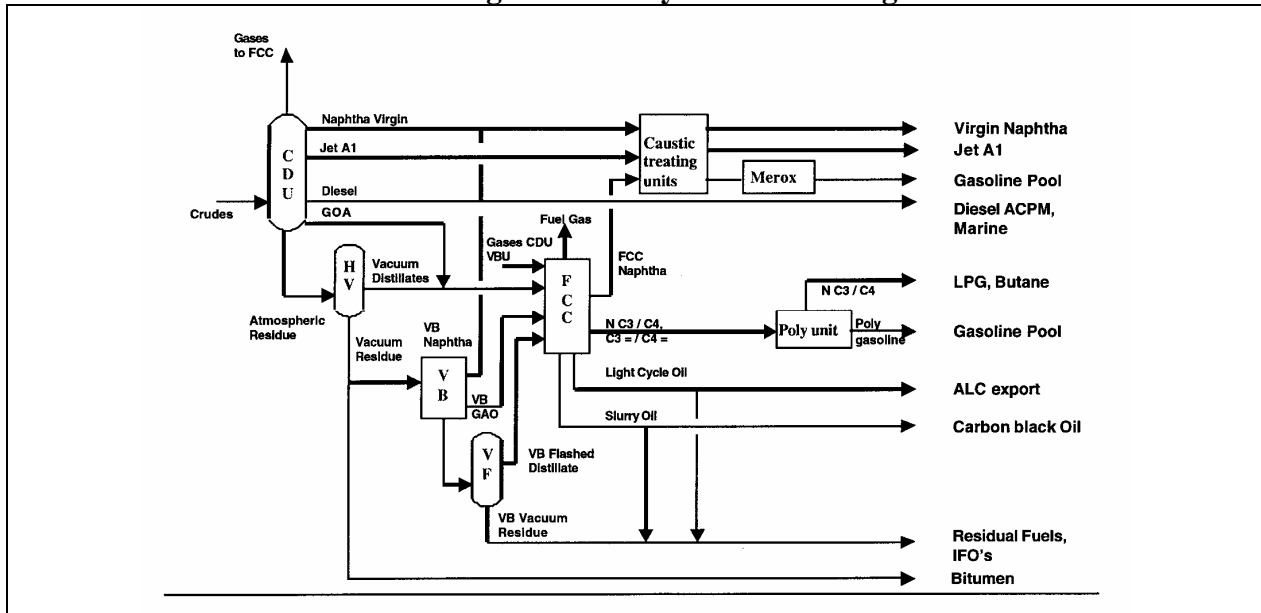 Gases
to FCC
Naphtha Virgin
Jet A1
Diesel
GOA
C
D
U
Crudes
Caustic
treating
units
Merox
Virgin Naphtha
Jet A1
Gasoline Pool
Diesel ACPM,
Marine
Fuel Gas
Gases CDU
VBU
FCC
Naphtha
H
V
Vacuum
Distillates
F
C
C
Atmospheric
Residue
Vacuum
Residue
VB
Naphtha
V
B
VB
GAO
N C3 / C4,
C3 = / C4 =
Poly unit
N C3 / C4
Poly
gasoline
LPG, Butane
Gasoline Pool
Light Cycle Oil
ALC export
Slurry Oil
Carbon black Oil
V
F
VB Flashed
Distillate
VB Vacuum
Residue
Residual Fuels,
IFO's
Bitumen